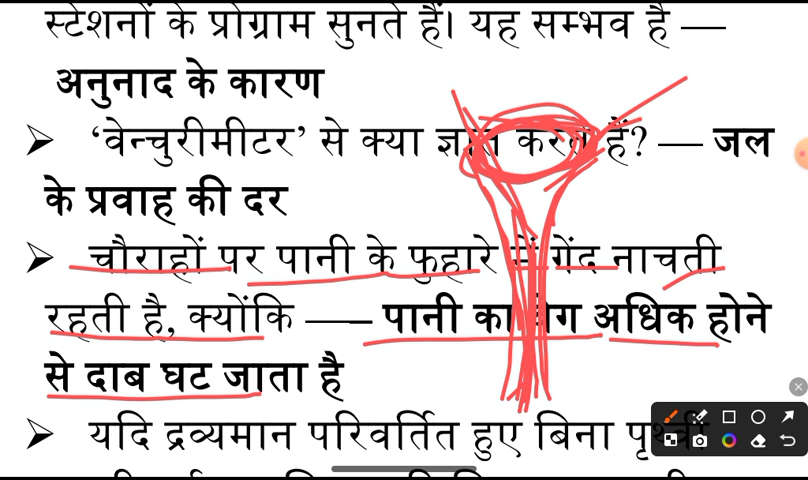 स्टेशनों के प्रोग्राम सुनते हैं। यह सम्भव है —
अनुनाद के कारण
➤ ‘वेन्चुरीमीटर’ से क्या ज्ञात करते हैं? — जल
के प्रवाह की दर
➤ चौराहों पर पानी के फुहारे में गेंद नाचती
रहती है, क्योंकि — पानी का वेग अधिक होने
से दाब घट जाता है
➤ यदि द्रव्यमान परिवर्तित हुए बिना पृथ्वी